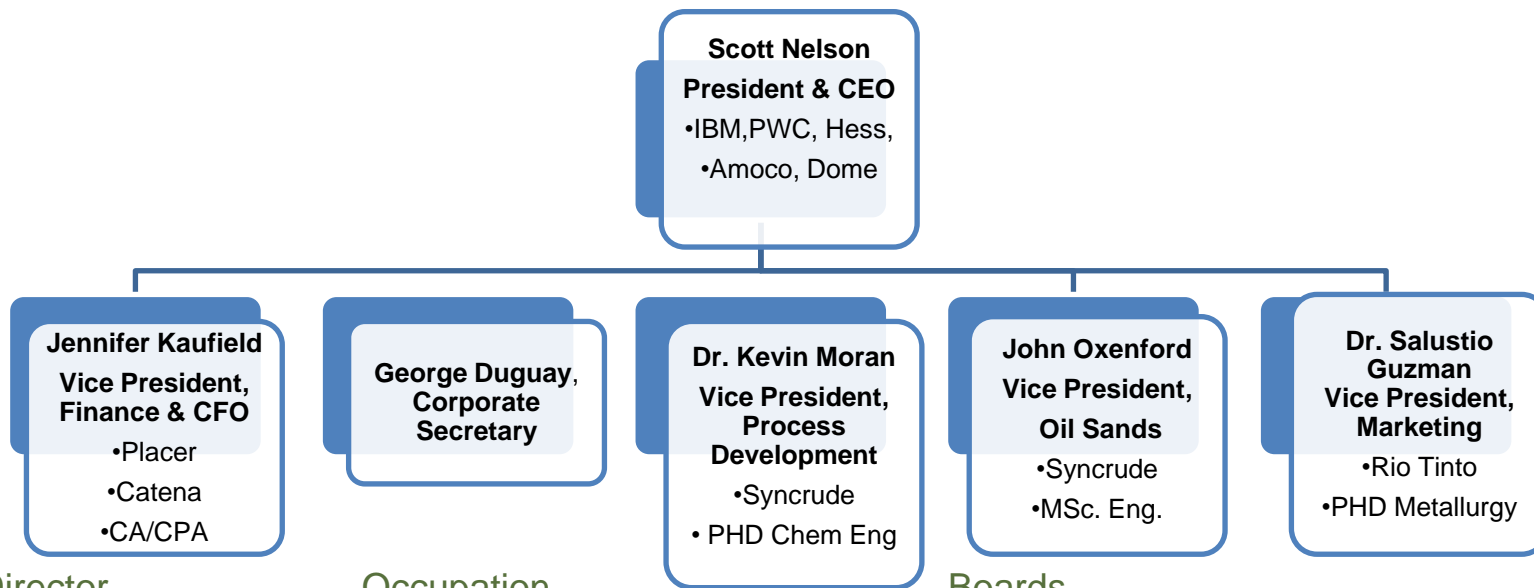 Scott Nelson
President & CEO
•IBM,PWC, Hess,
•Amoco, Dome
Jennifer Kaufield
Vice President,
Finance & CFO
•Placer
•Catena
•CA/CPA
George Duguay,
Corporate
Secretary
Dr. Kevin Moran
Vice President,
Process
Development
•Syncrude
• PHD Chem Eng
John Oxenford
Vice President,
Oil Sands
•Syncrude
•MSc. Eng.
Dr. Salustio
Guzman
Vice President,
Marketing
•Rio Tinto
•PHD Metallurgy
Director Occupation Boards